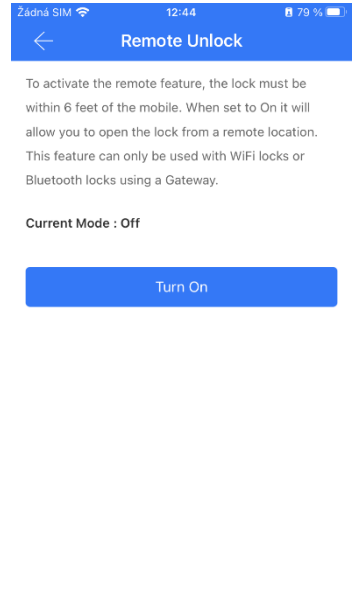 Žádná SIM 12:44 79 %
Remote Unlock
To activate the remote feature, the lock must be
within 6 feet of the mobile. When set to On it will
allow you to open the lock from a remote location.
This feature can only be used with WiFi locks or
Bluetooth locks using a Gateway.
Current Mode : Off
Turn On